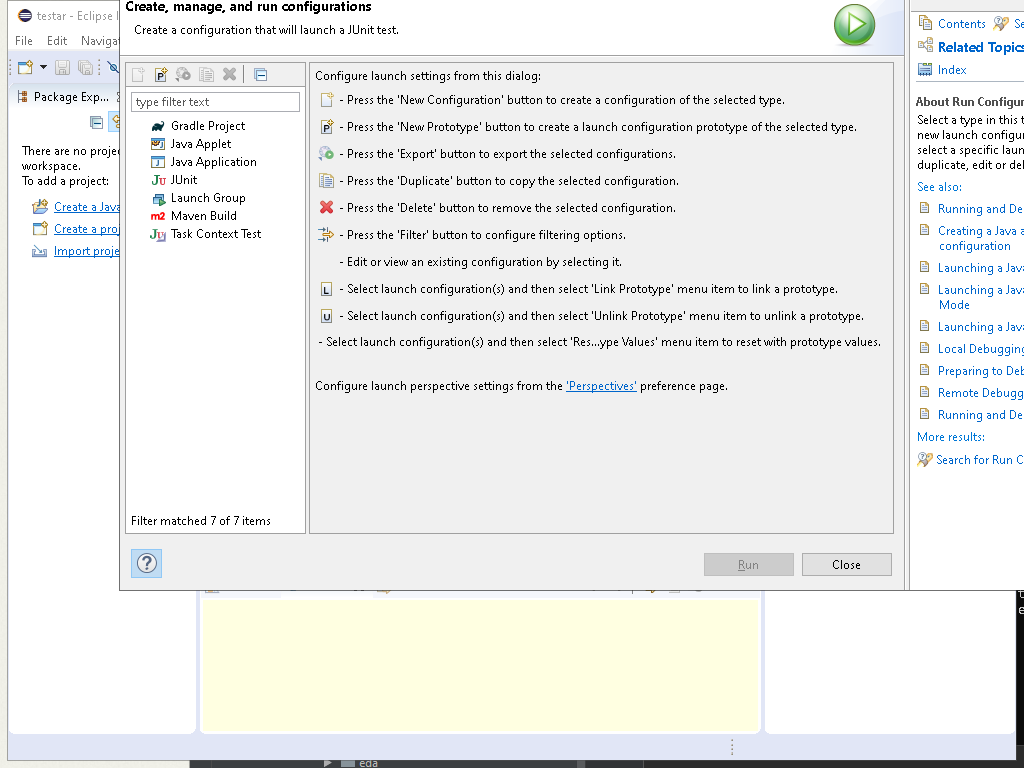 Create, manage, and run configurations
Create a configuration that will launch a JUnit test.
testar - Eclipse
File Edit Navigat
Package Exp...
There are no proje
workspace.
To add a project:
Create a Java
Create a proj
Import proje
type filter text
Gradle Project
Java Applet
Java Application
JUnit
Launch Group
Maven Build
Task Context Test
Filter matched 7 of 7 items
Configure launch settings from this dialog:
- Press the 'New Configuration' button to create a configuration of the selected type.
- Press the 'New Prototype' button to create a launch configuration prototype of the selected type.
- Press the 'Export' button to export the selected configurations.
- Press the 'Duplicate' button to copy the selected configuration.
- Press the 'Delete' button to remove the selected configuration.
- Press the 'Filter' button to configure filtering options.
- Edit or view an existing configuration by selecting it.
- Select launch configuration(s) and then select 'Link Prototype' menu item to link a prototype.
- Select launch configuration(s) and then select 'Unlink Prototype' menu item to unlink a prototype.
- Select launch configuration(s) and then select 'Res...ype Values' menu item to reset with prototype values.
Configure launch perspective settings from the 'Perspectives' preference page.
Run
Close
Contents Se
Related Topics
Index
About Run Configur
Select a type in this t
new launch configu
select a specific laun
duplicate, edit or del
See also:
Running and De
Creating a Java a
configuration
Launching a Java
Launching a Java
Mode
Launching a Java
Local Debugging
Preparing to Deb
Remote Debugg
Running and De
More results:
Search for Run C
eda